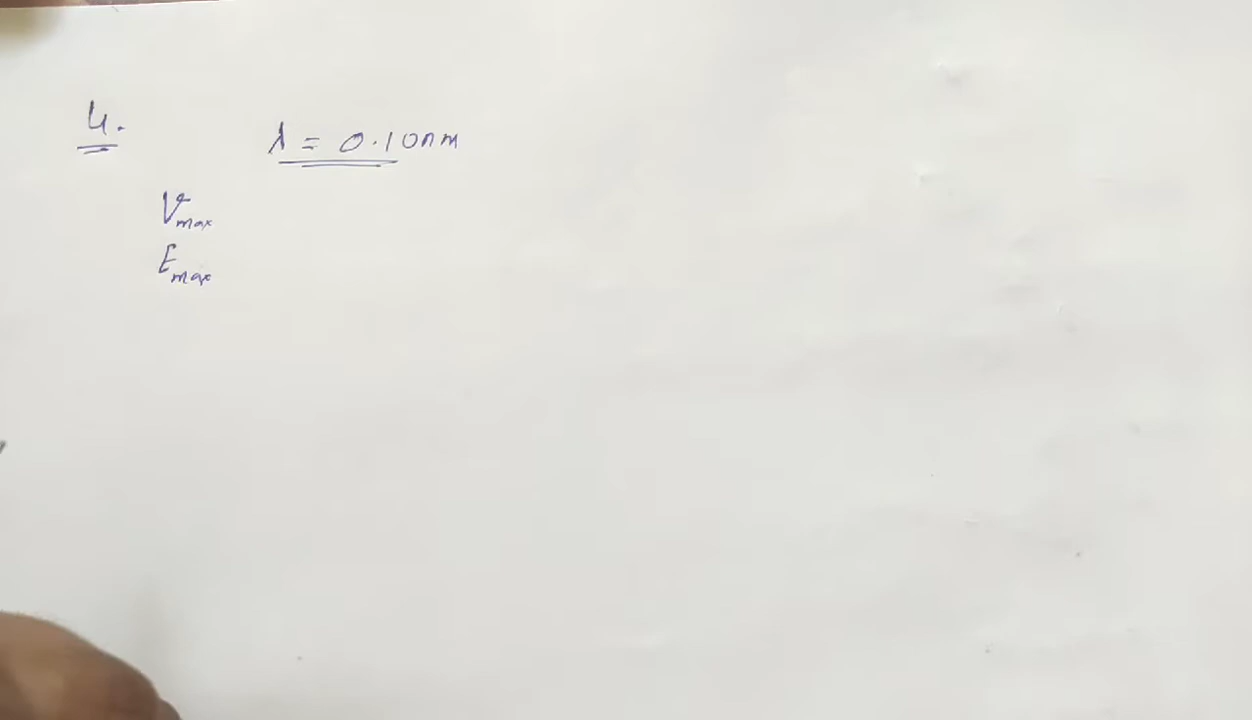 4.
λ = 0.10nm
Vmax
Emax